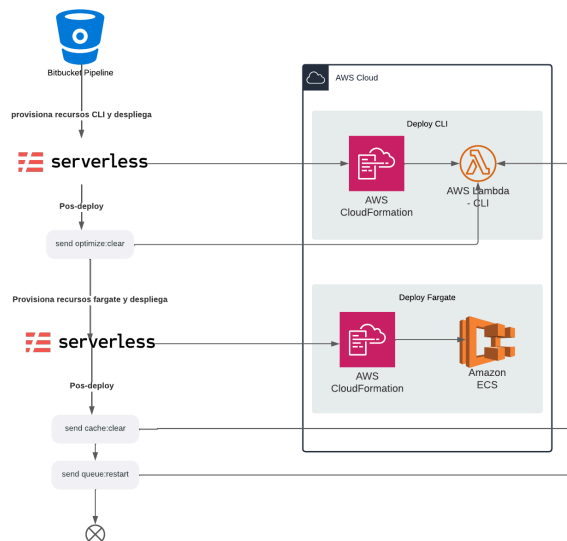 Bitbucket Pipeline
AWS Cloud
provisiona recursos CLI y despliega
Deploy CLI
serverless
AWS
CloudFormation
AWS Lambda
- CLI
Pos-deploy
send optimize:clear
Provisiona recursos fargate y despliega
Deploy Fargate
serverless
AWS
CloudFormation
Amazon
ECS
Pos-deploy
send cache:clear
send queue:restart